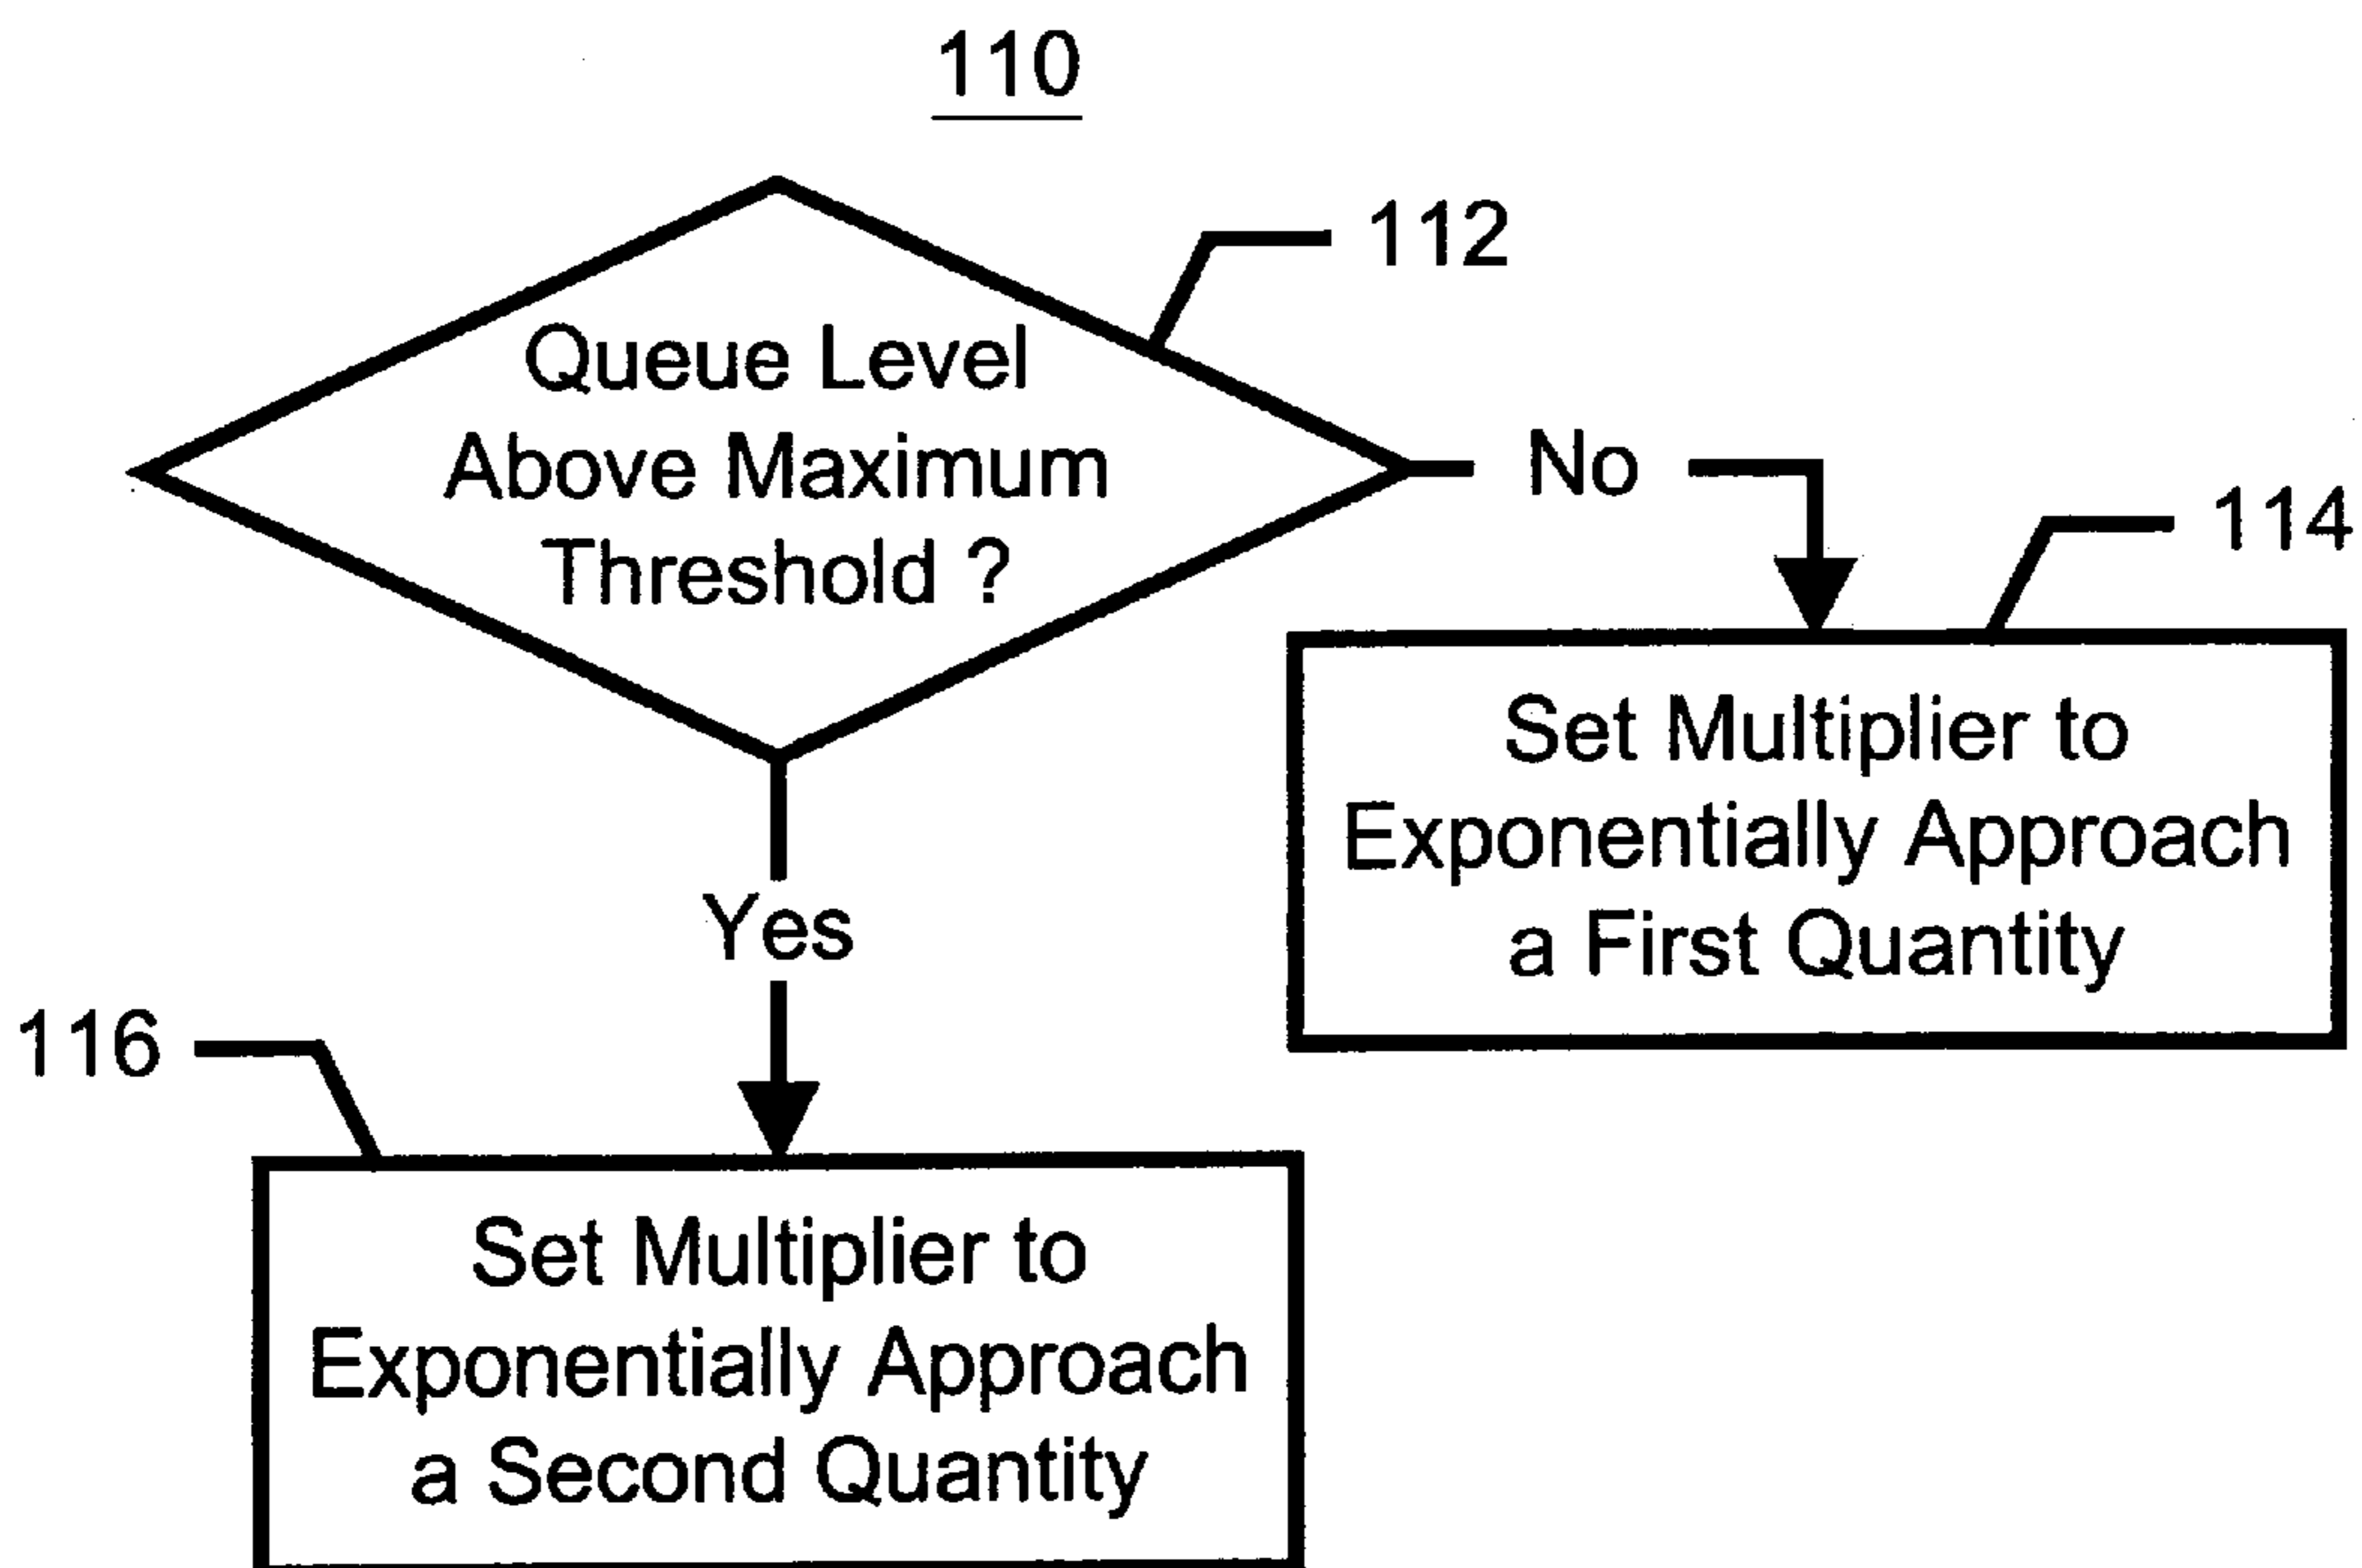 110
112
Queue Level
Above Maximum
Threshold ?
No
114
Set Multiplier to
Exponentially Approach
a First Quantity
Yes
116
Set Multiplier to
Exponentially Approach
a Second Quantity